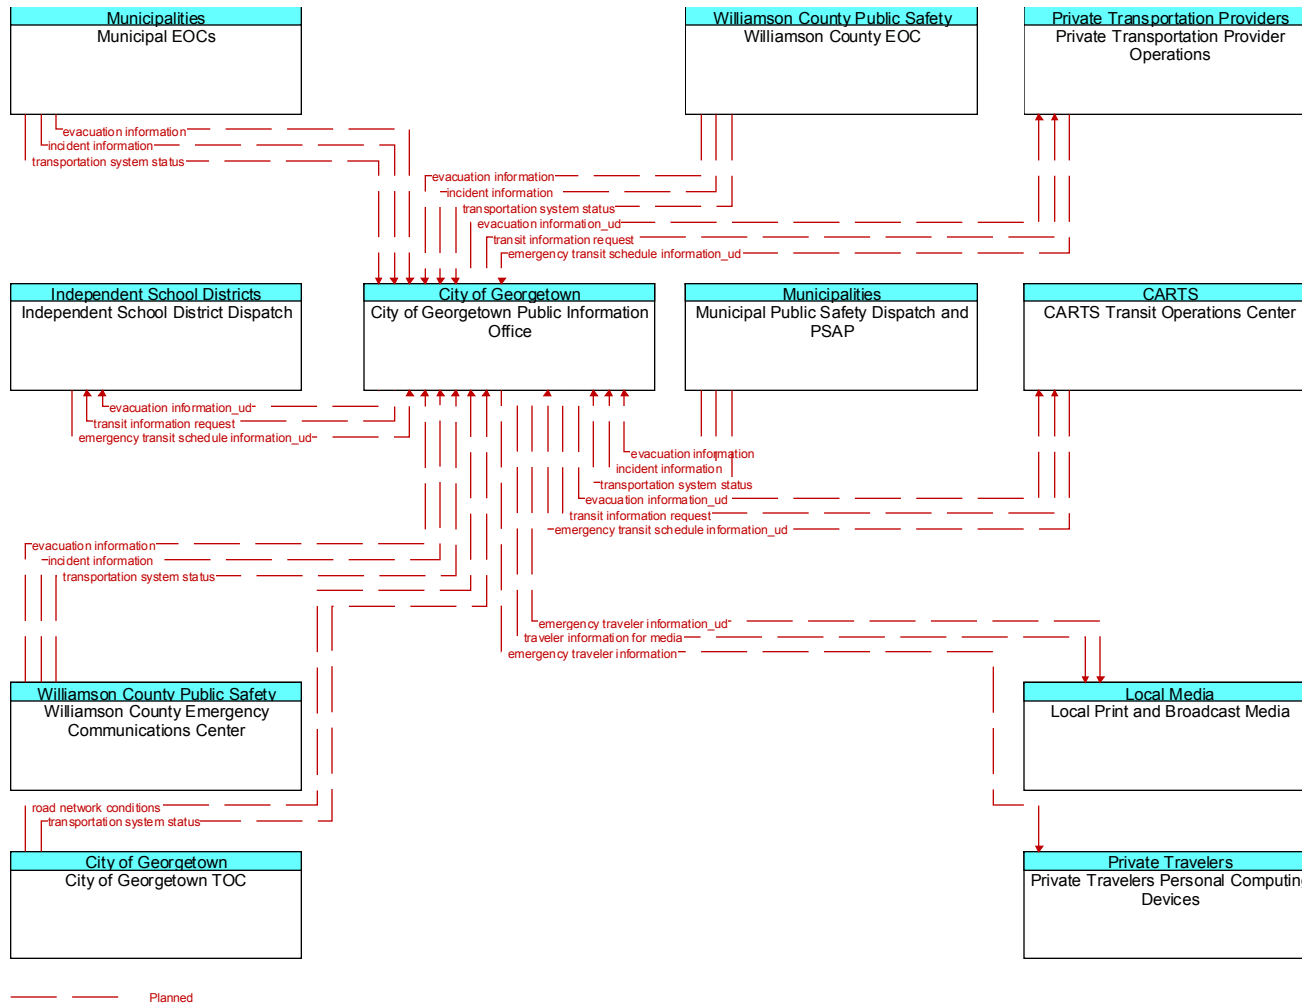 Municipalities
Municipal EOCs
Williamson County Public Safety
Williamson County EOC
Private Transportation Providers
Private Transportation Provider
Operations
evacuation information
incident information
transportation system status
evacuation information
incident information
transportation system status
evacuation information_ud
transit information request
emergency transit schedule information_ud
Independent School Districts
Independent School District Dispatch
City of Georgetown
City of Georgetown Public Information
Office
Municipalities
Municipal Public Safety Dispatch and
PSAP
CARTS
CARTS Transit Operations Center
evacuation information_ud
transit information request
emergency transit schedule information_ud
evacuation information
incident information
transportation system status
evacuation information_ud
transit information request
emergency transit schedule information_ud
evacuation information
incident information
transportation system status
emergency traveler information_ud
traveler information for media
emergency traveler information
Williamson County Public Safety
Williamson County Emergency
Communications Center
Local Media
Local Print and Broadcast Media
road network conditions
transportation system status
City of Georgetown
City of Georgetown TOC
Private Travelers
Private Travelers Personal Computing
Devices
Planned